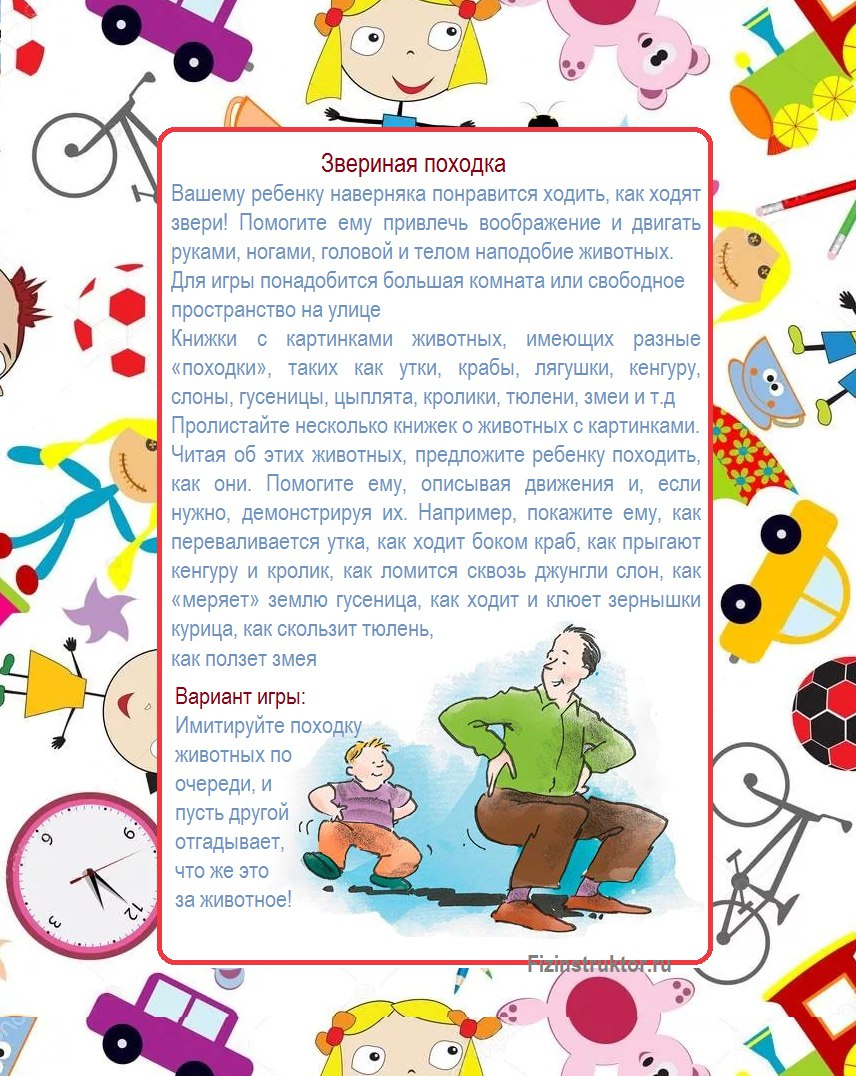 Звериная походка
Вашему ребенку наверняка понравится ходить, как ходят
звери! Помогите ему привлечь воображение и двигать
руками, ногами, головой и телом наподобие животных.
Для игры понадобится большая комната или свободное
пространство на улице
Книжки с картинками животных, имеющих разные
«походки», таких как утки, крабы, лягушки, кенгуру,
слоны, гусеницы, цыплята, кролики, тюлени, змеи и т.д
Пролистайте несколько книжек о животных с картинками.
Читая об этих животных, предложите ребенку походить,
как они. Помогите ему, описывая движения и, если
нужно, демонстрируя их. Например, покажите ему, как
переваливается утка, как ходит боком краб, как прыгают
кенгуру и кролик, как ломится сквозь джунгли слон, как
«меряет» землю гусеница, как ходит и клюет зернышки
курица, как скользит тюлень,
как ползет змея
Вариант игры:
Имитируйте походку
животных по
очереди, и
пусть другой
отгадывает,
что же это
за животное!
9
6
3
12
Fizinstruktor.ru